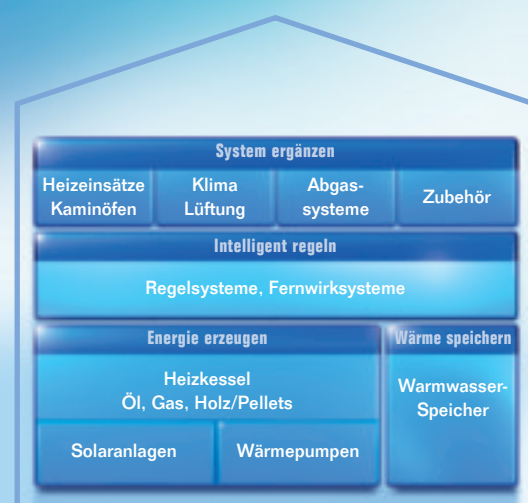 System ergänzen
Heizeinsätze
Kaminöfen
Klima
Lüftung
Abgas-
systeme
Zubehör
Intelligent regeln
Regelsysteme, Fernwirksysteme
Energie erzeugen
Heizkessel
Öl, Gas, Holz/Pellets
Solaranlagen
Wärmepumpen
Wärme speichern
Warmwasser-
Speicher